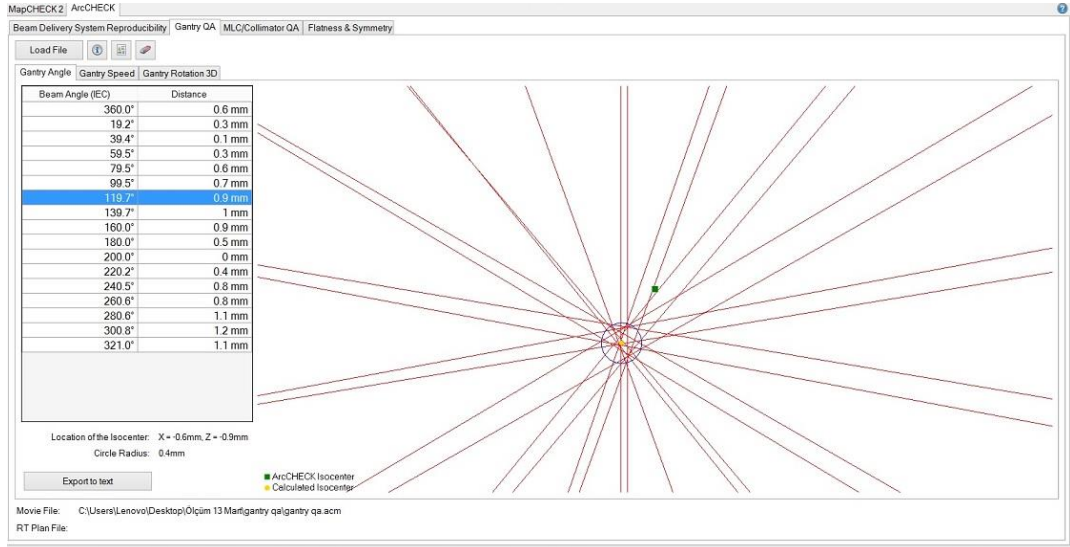 MapCHECK2 ArcCHECK
Beam Delivery System Reproducibility Gantry QA MLC/Collimator QA Flatness & Symmetry
Load File
Gantry Angle Gantry Speed Gantry Rotation 3D
Beam Angle (IEC) Distance
360.0° 0.6 mm
19.2° 0.3 mm
39.4° 0.1 mm
59.5° 0.3 mm
79.5° 0.6 mm
99.5° 0.7 mm
119.7° 0.9 mm
139.7° 1 mm
160.0° 0.9 mm
180.0° 0.5 mm
200.0° 0 mm
220.2° 0.4 mm
240.5° 0.8 mm
260.6° 0.8 mm
280.6° 1.1 mm
300.8° 1.2 mm
321.0° 1.1 mm
Location of the Isocenter: X = -0.6mm, Z = -0.9mm
Circle Radius: 0.4mm
Export to text
ArcCHECK Isocenter
Calculated Isocenter
Movie File: C:\Users\Lenovo\Desktop\Ölçüm 13 Mart\gantry qa\gantry qa.acm
RT Plan File: